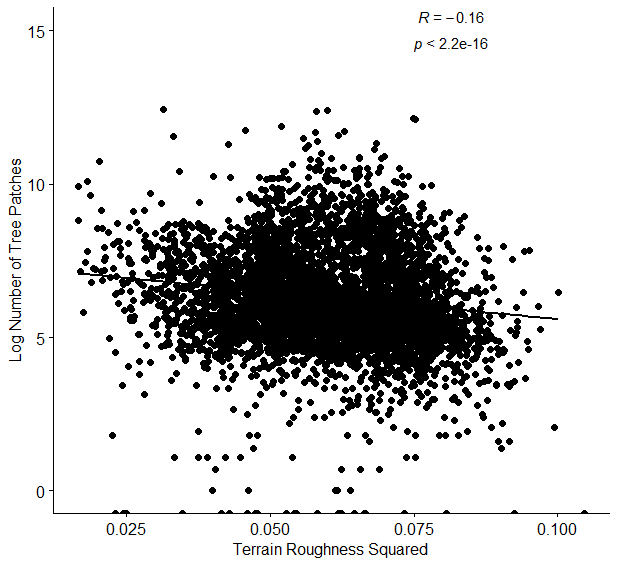 R = −0.16
p < 2.2e-16
15
10
5
0
Log Number of Tree Patches
0.025 0.050 0.075 0.100
Terrain Roughness Squared